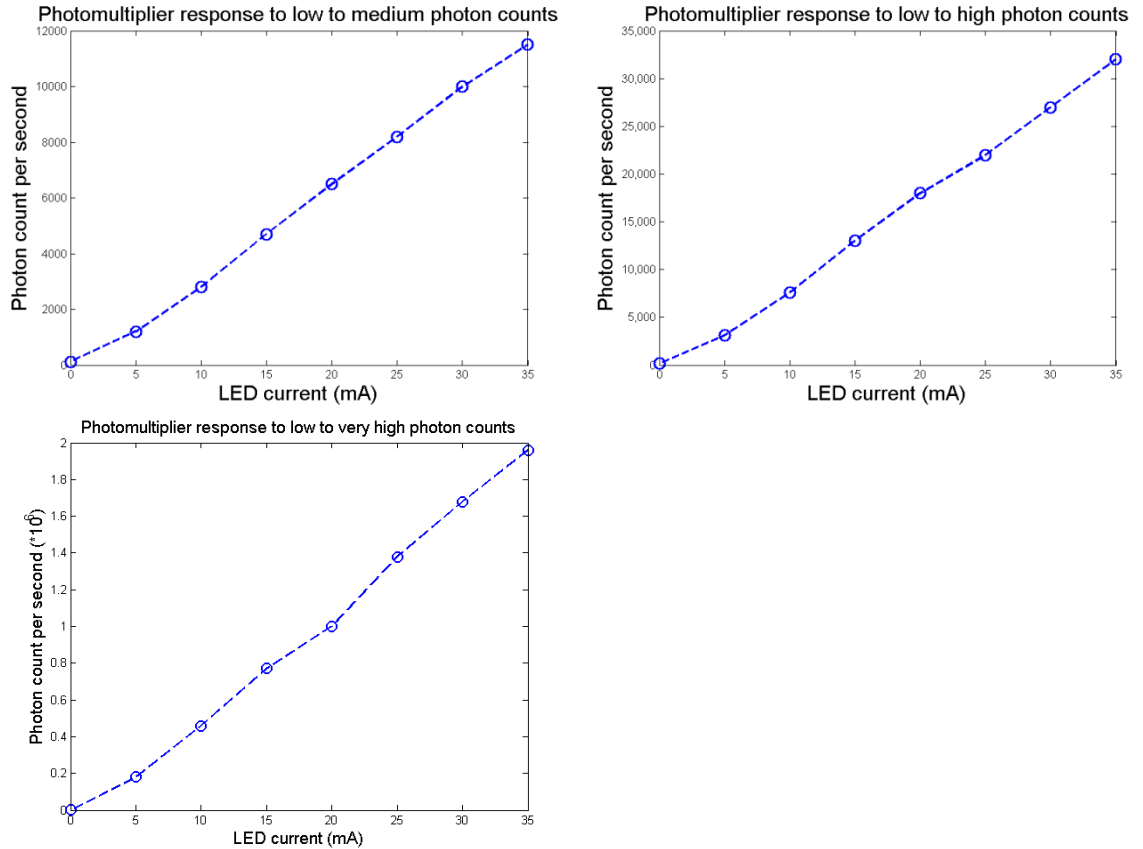 Photomultiplier response to low to medium photon counts
12000
10000
8000
6000
4000
2000
0
0 5 10 15 20 25 30 35
Photon count per second
LED current (mA)
Photomultiplier response to low to high photon counts
35,000
30,000
25,000
20,000
15,000
10,000
5,000
0
0 5 10 15 20 25 30 35
Photon count per second
LED current (mA)
Photomultiplier response to low to very high photon counts
2
1.8
1.6
1.4
1.2
1
0.8
0.6
0.4
0.2
0
0 5 10 15 20 25 30 35
Photon count per second (*10⁶)
LED current (mA)